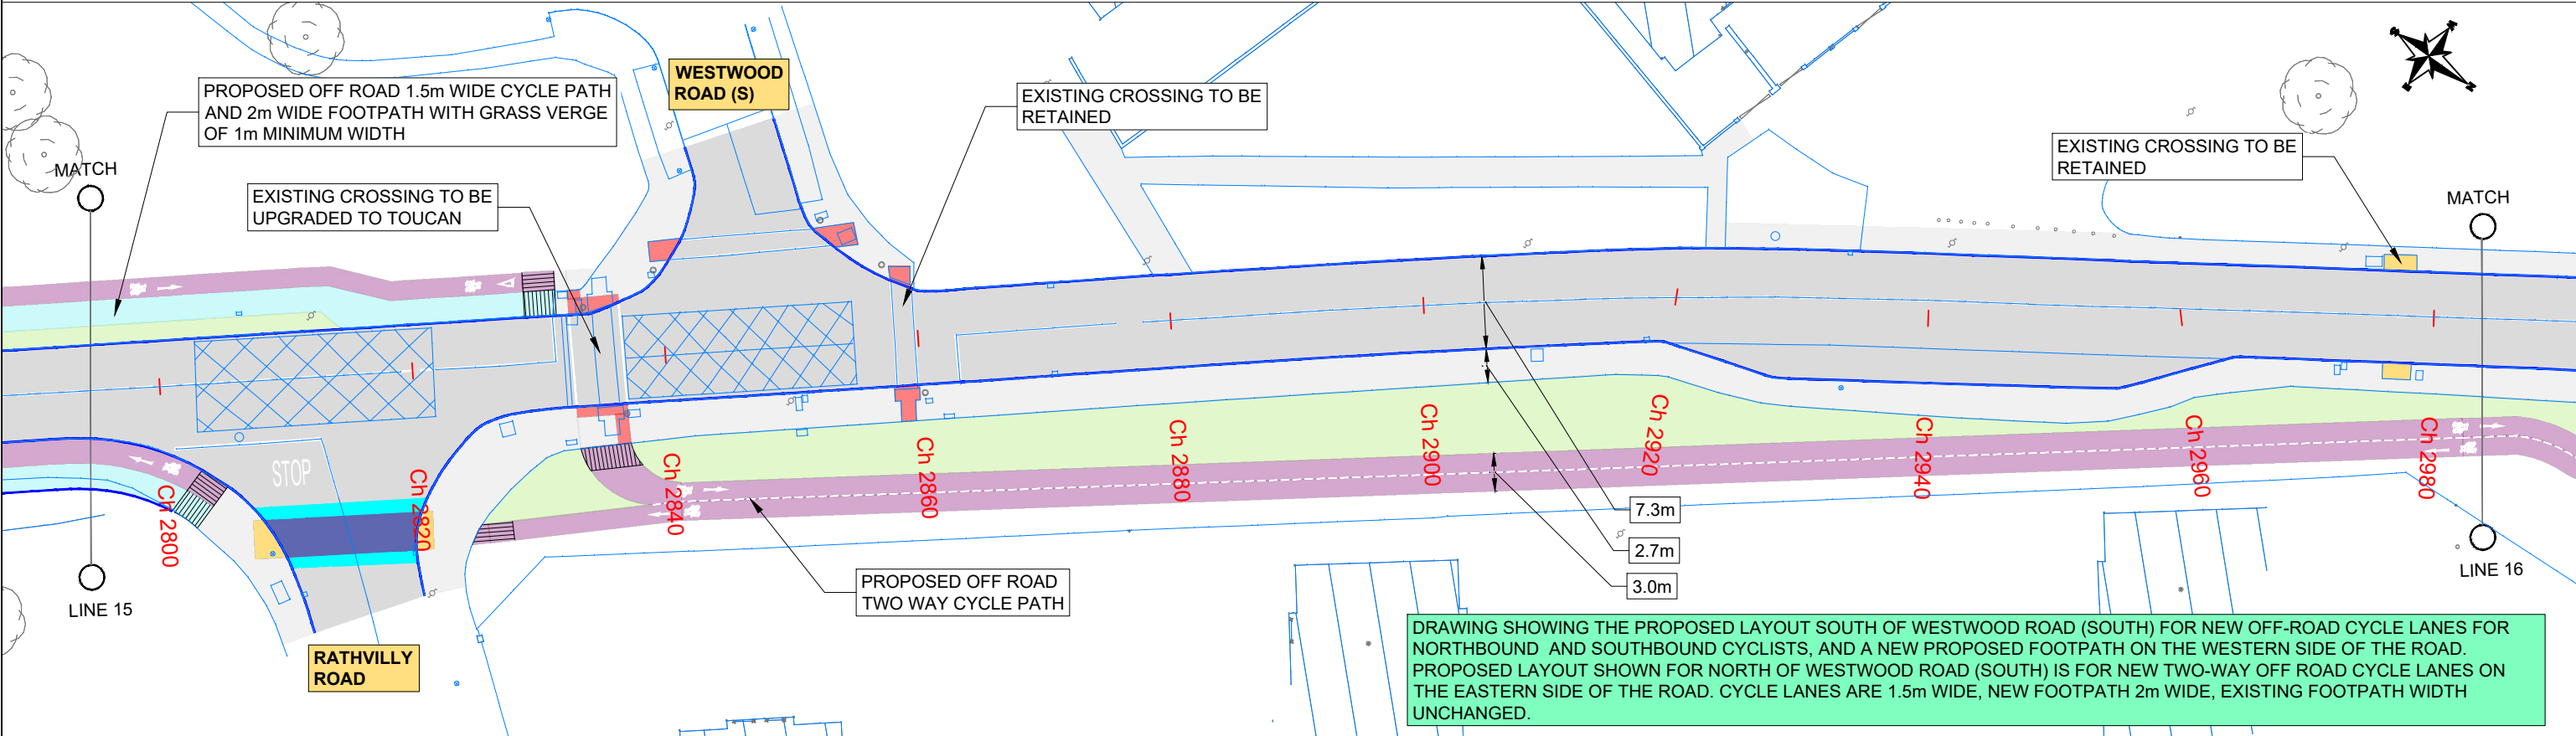 PROPOSED OFF ROAD 1.5m WIDE CYCLE PATH
AND 2m WIDE FOOTPATH WITH GRASS VERGE
OF 1m MINIMUM WIDTH
WESTWOOD
ROAD (S)
EXISTING CROSSING TO BE
RETAINED
EXISTING CROSSING TO BE
RETAINED
MATCH
EXISTING CROSSING TO BE
UPGRADED TO TOUCAN
MATCH
STOP
Ch 2800
Ch 2820
Ch 2840
Ch 2860
Ch 2880
Ch 2900
Ch 2920
Ch 2940
Ch 2960
Ch 2980
7.3m
2.7m
3.0m
LINE 15
PROPOSED OFF ROAD
TWO WAY CYCLE PATH
LINE 16
RATHVILLY
ROAD
DRAWING SHOWING THE PROPOSED LAYOUT SOUTH OF WESTWOOD ROAD (SOUTH) FOR NEW OFF-ROAD CYCLE LANES FOR
NORTHBOUND AND SOUTHBOUND CYCLISTS, AND A NEW PROPOSED FOOTPATH ON THE WESTERN SIDE OF THE ROAD.
PROPOSED LAYOUT SHOWN FOR NORTH OF WESTWOOD ROAD (SOUTH) IS FOR NEW TWO-WAY OFF ROAD CYCLE LANES ON
THE EASTERN SIDE OF THE ROAD. CYCLE LANES ARE 1.5m WIDE, NEW FOOTPATH 2m WIDE, EXISTING FOOTPATH WIDTH
UNCHANGED.